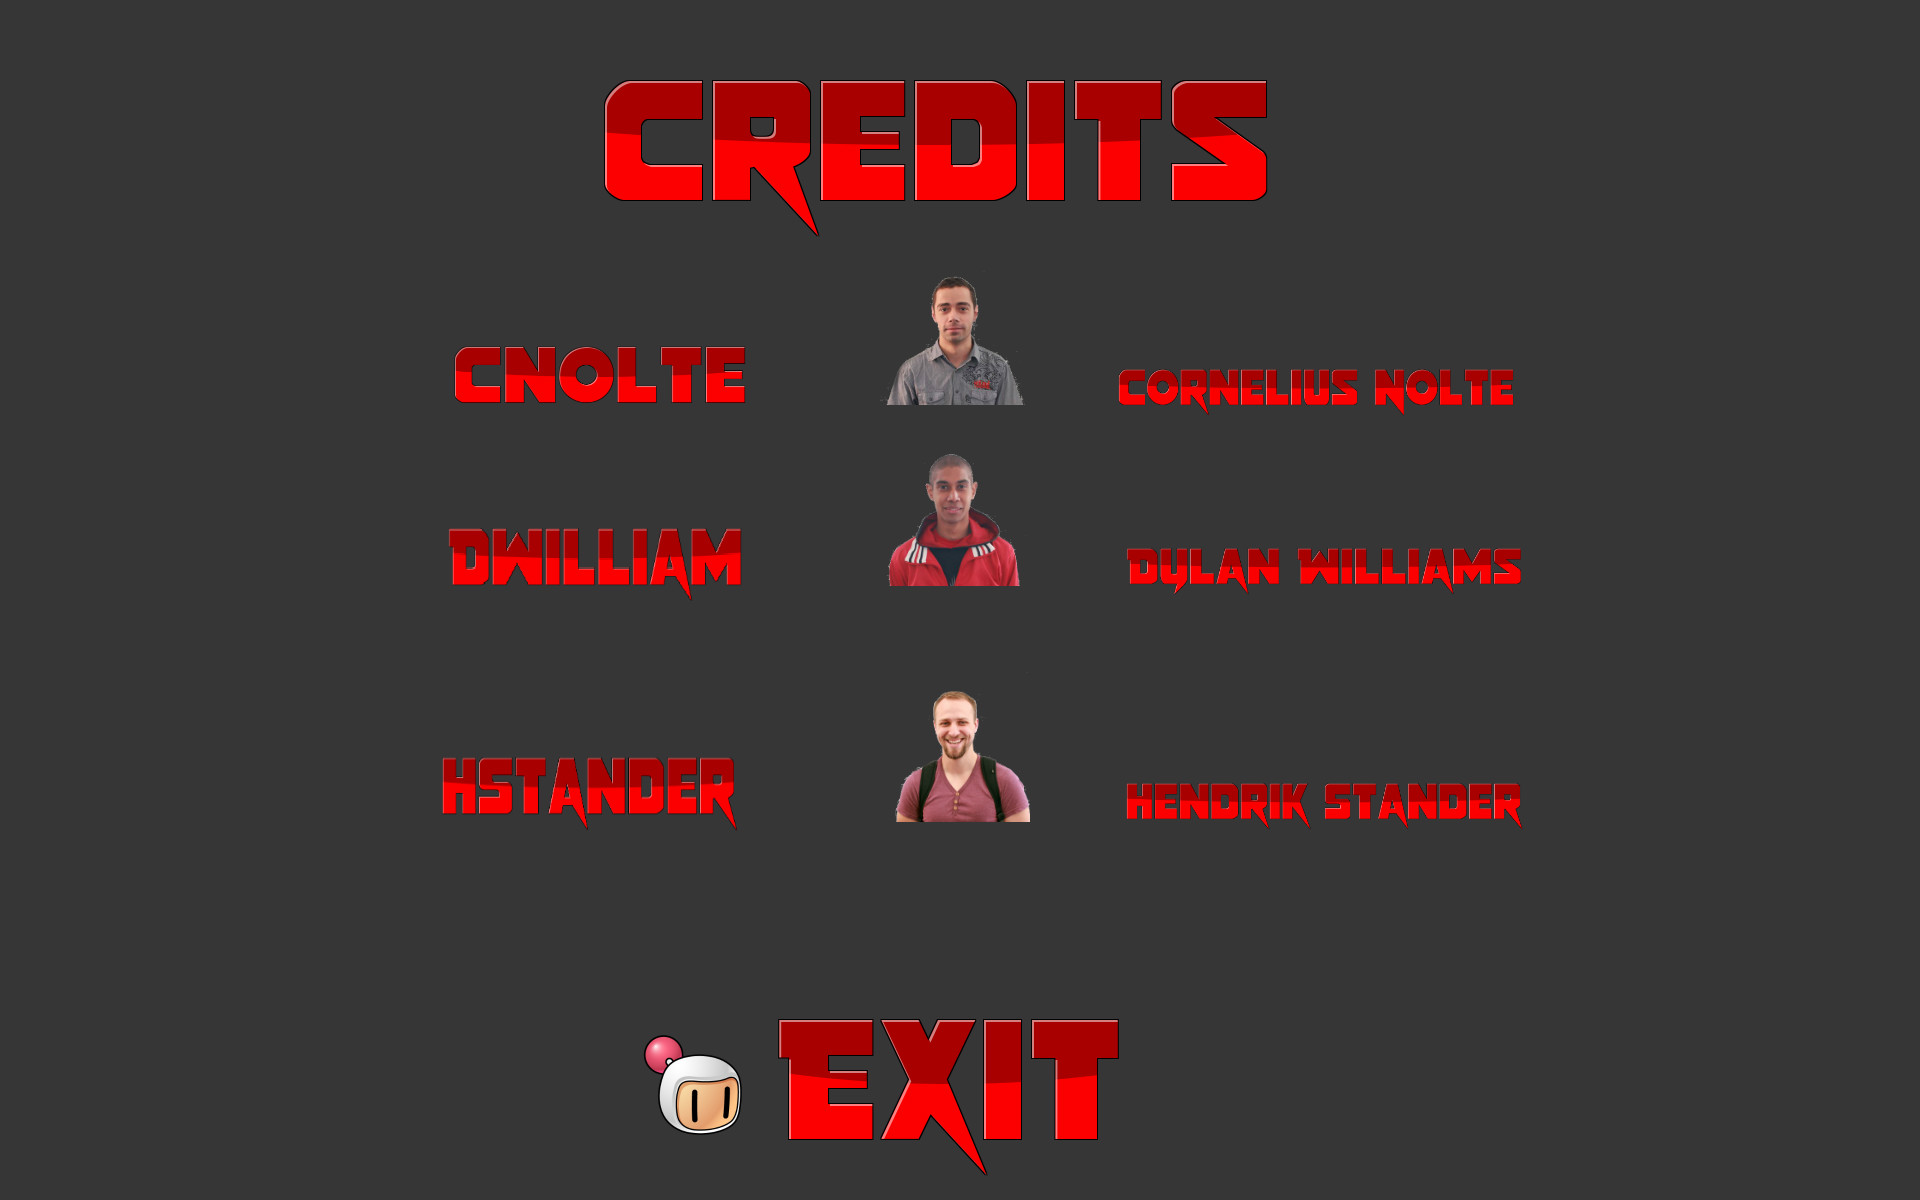 CREDITS
CNOLTE CORNELIUS NOLTE
DWILLIAM DYLAN WILLIAMS
HSTANDER HENDRIK STANDER
EXIT